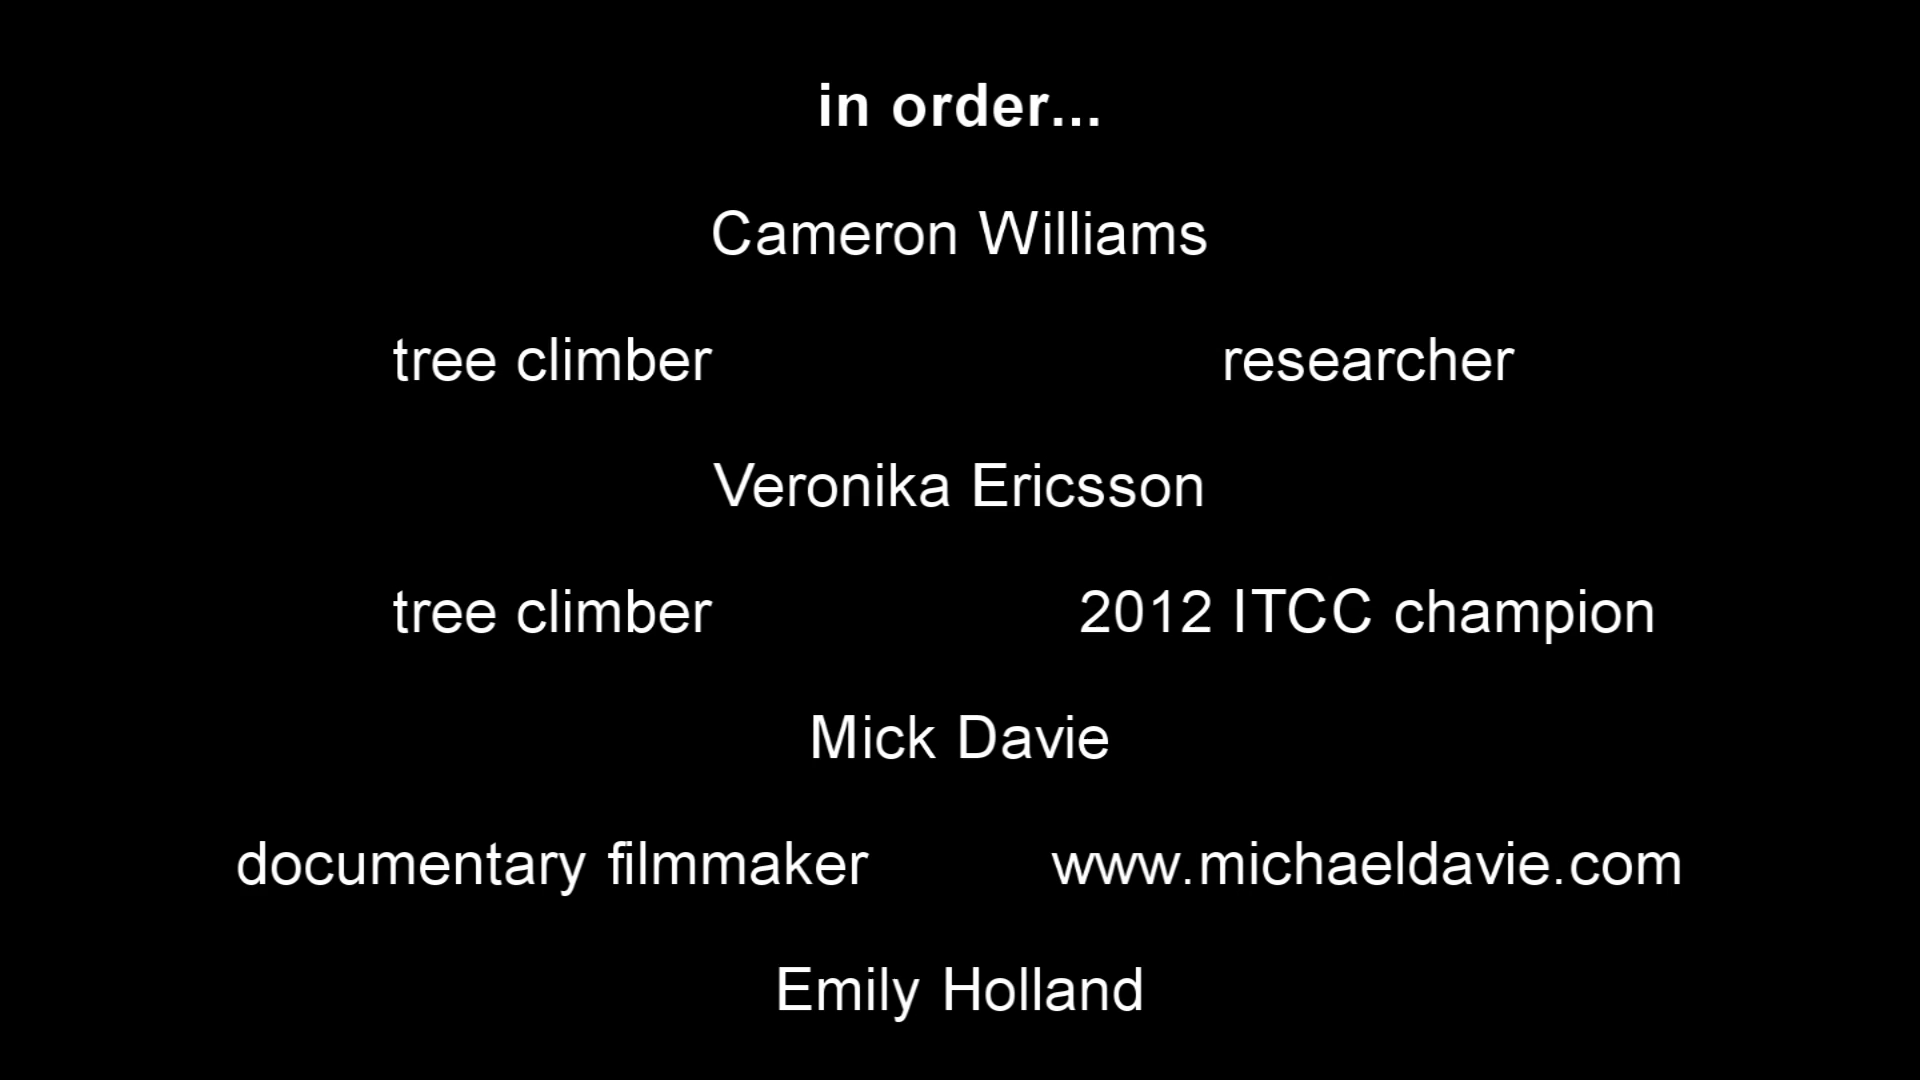 in order...
Cameron Williams
tree climber researcher
Veronika Ericsson
tree climber 2012 ITCC champion
Mick Davie
documentary filmmaker www.michaeldavie.com
Emily Holland